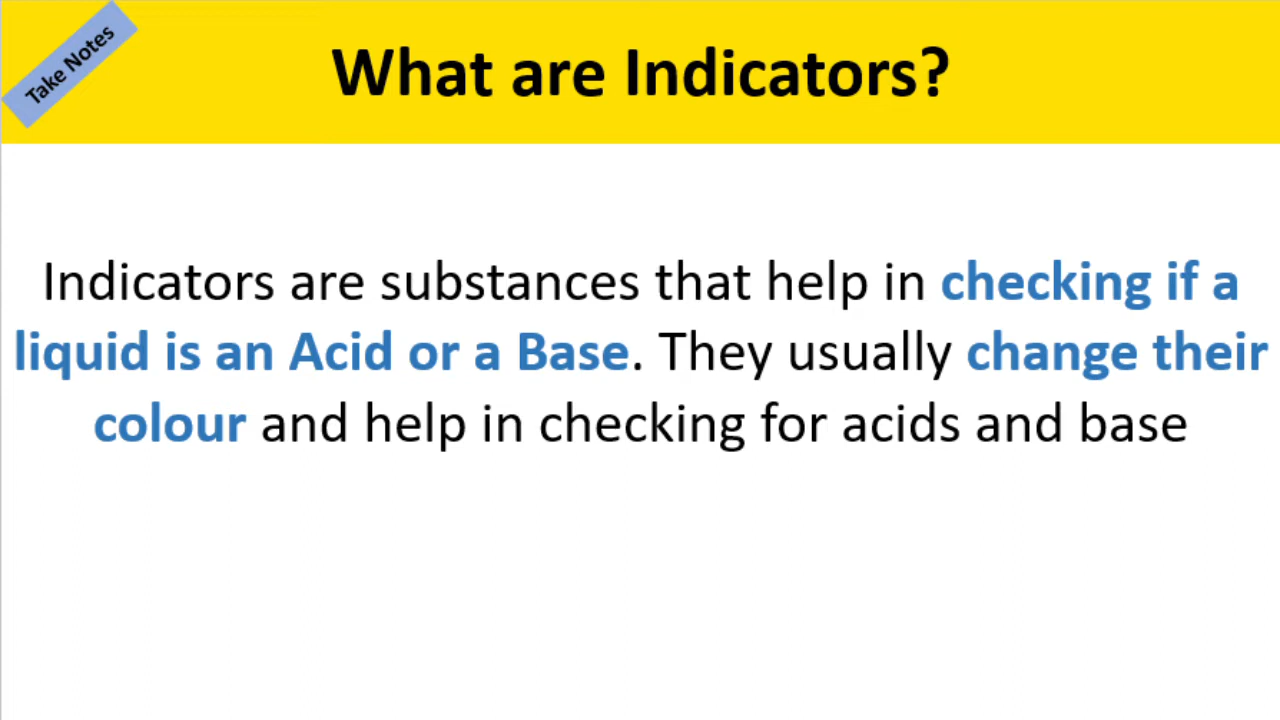 Take Notes
What are Indicators?
Indicators are substances that help in checking if a
liquid is an Acid or a Base. They usually change their
colour and help in checking for acids and base